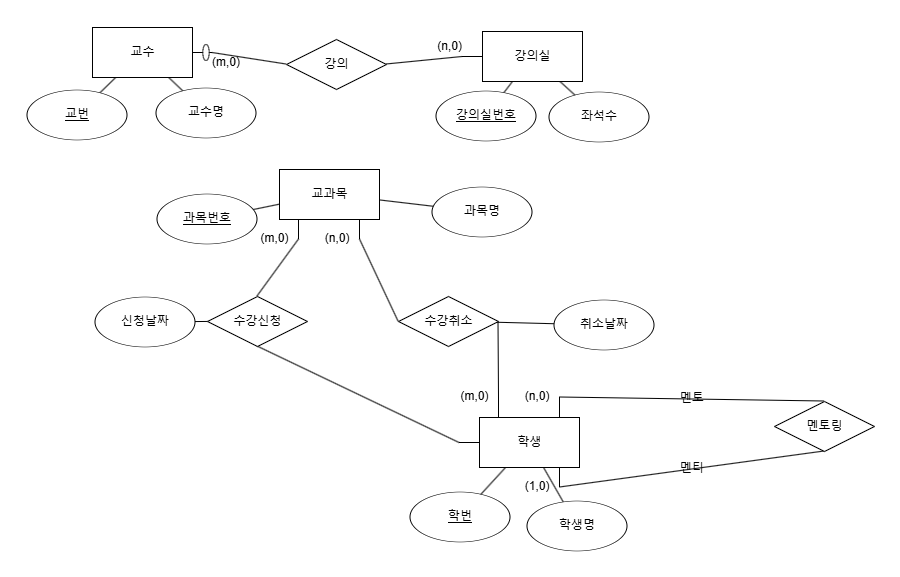 교수
(m,0)
강의
(n,0)
강의실
교번
교수명
강의실번호
좌석수
교과목
과목번호
과목명
(m,0)
(n,0)
신청날짜
수강신청
수강취소
취소날짜
(m,0)
(n,0)
멘토
멘토링
학생
멘티
(1,0)
학번
학생명